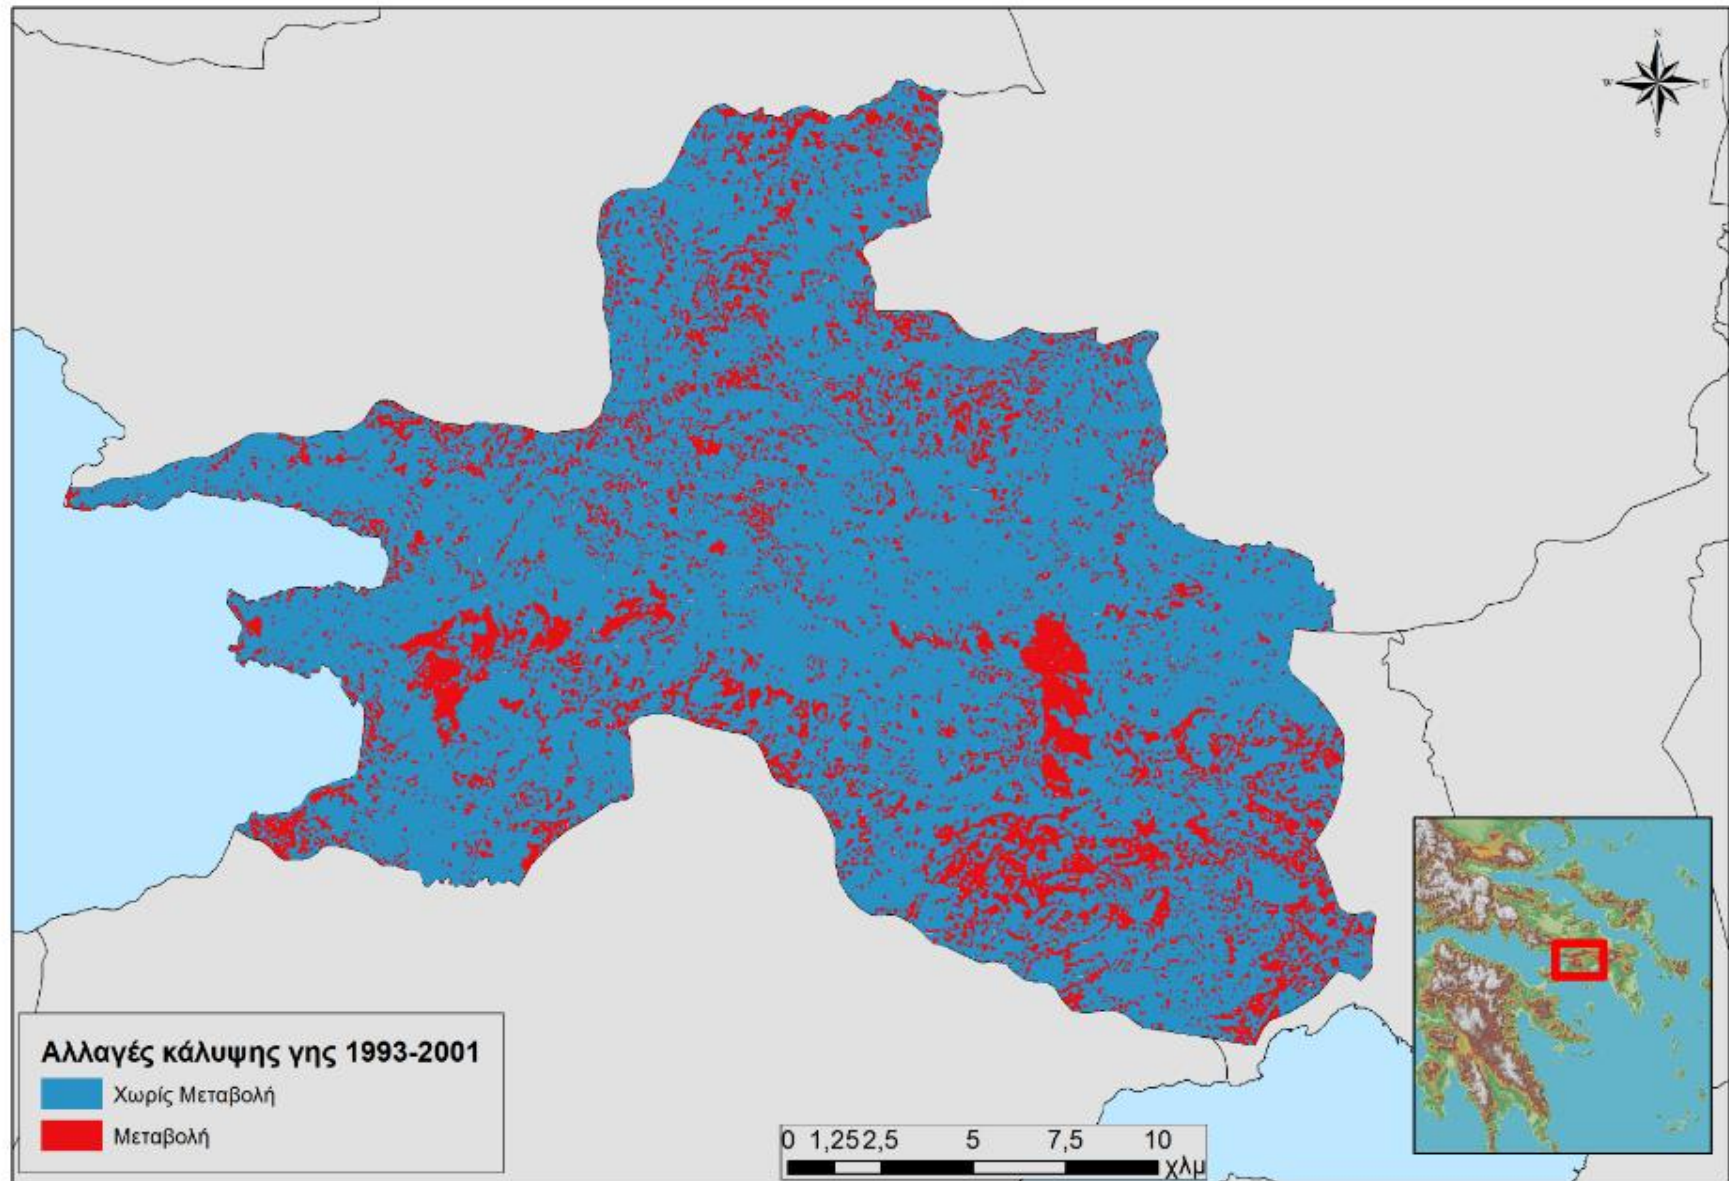 N
W E
S
Αλλαγές κάλυψης γης 1993-2001
Χωρίς Μεταβολή
Μεταβολή
0 1,25 2,5 5 7,5 10
χλμ